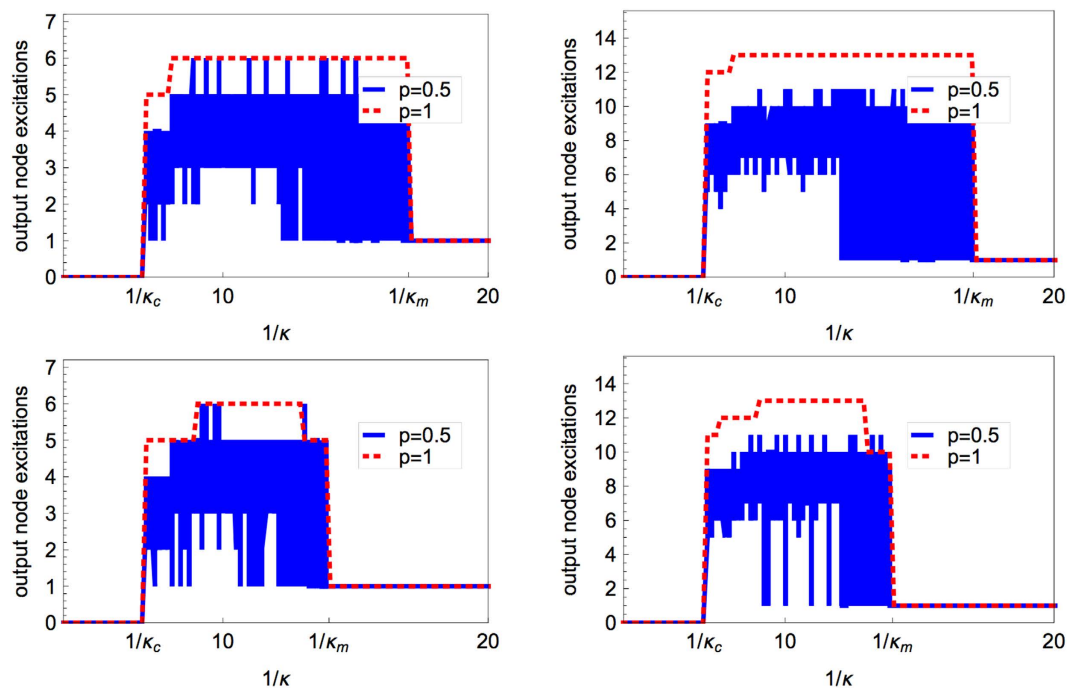 output node excitations
7
6
5
4
3
2
1
0
p=0.5
p=1
1/κc 10 1/κm 20
1/κ
output node excitations
14
12
10
8
6
4
2
0
p=0.5
p=1
1/κc 10 1/κm 20
1/κ
output node excitations
7
6
5
4
3
2
1
0
p=0.5
p=1
1/κc 10 1/κm 20
1/κ
output node excitations
14
12
10
8
6
4
2
0
p=0.5
p=1
1/κc 10 1/κm 20
1/κ